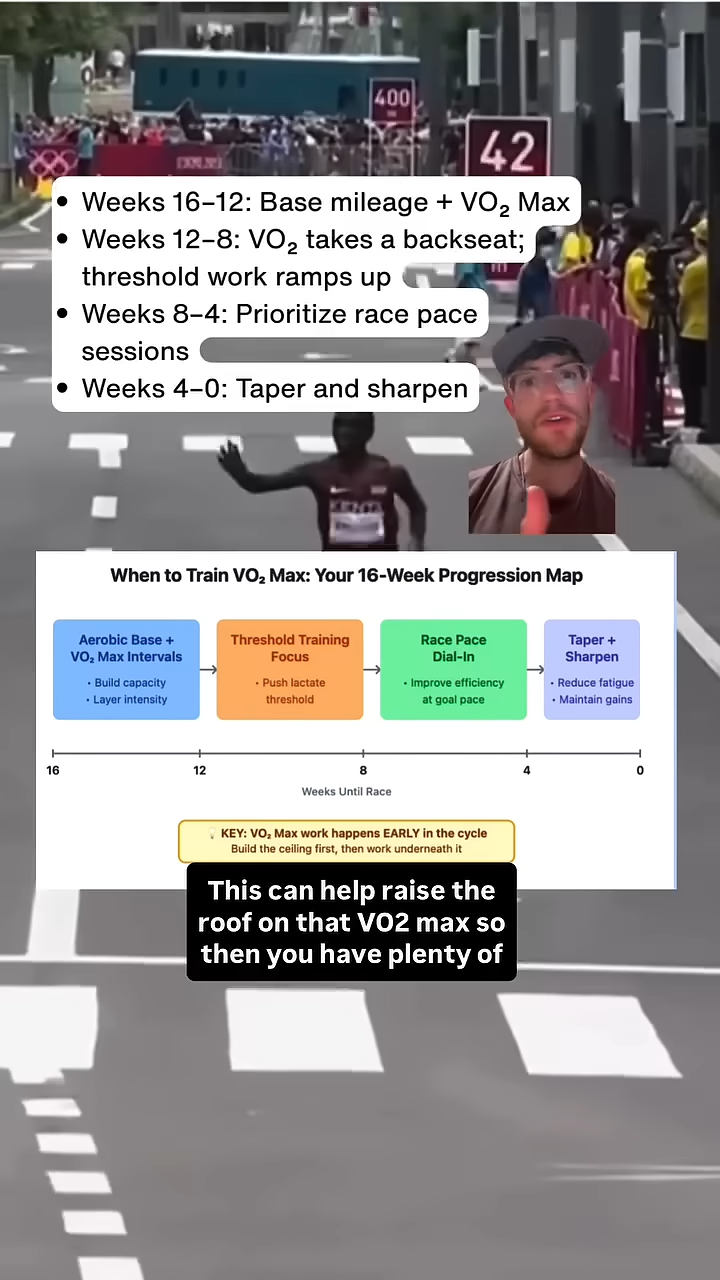 400
42
• Weeks 16–12: Base mileage + VO₂ Max
• Weeks 12–8: VO₂ takes a backseat;
threshold work ramps up
• Weeks 8–4: Prioritize race pace
sessions
• Weeks 4–0: Taper and sharpen
When to Train VO₂ Max: Your 16-Week Progression Map
Aerobic Base +
VO₂ Max Intervals
• Build capacity
• Layer intensity
Threshold Training
Focus
• Push lactate
threshold
Race Pace
Dial-In
• Improve efficiency
at goal pace
Taper +
Sharpen
• Reduce fatigue
• Maintain gains
16 12 8 4 0
Weeks Until Race
💡 KEY: VO₂ Max work happens EARLY in the cycle
Build the ceiling first, then work underneath it
This can help raise the
roof on that VO2 max so
then you have plenty of